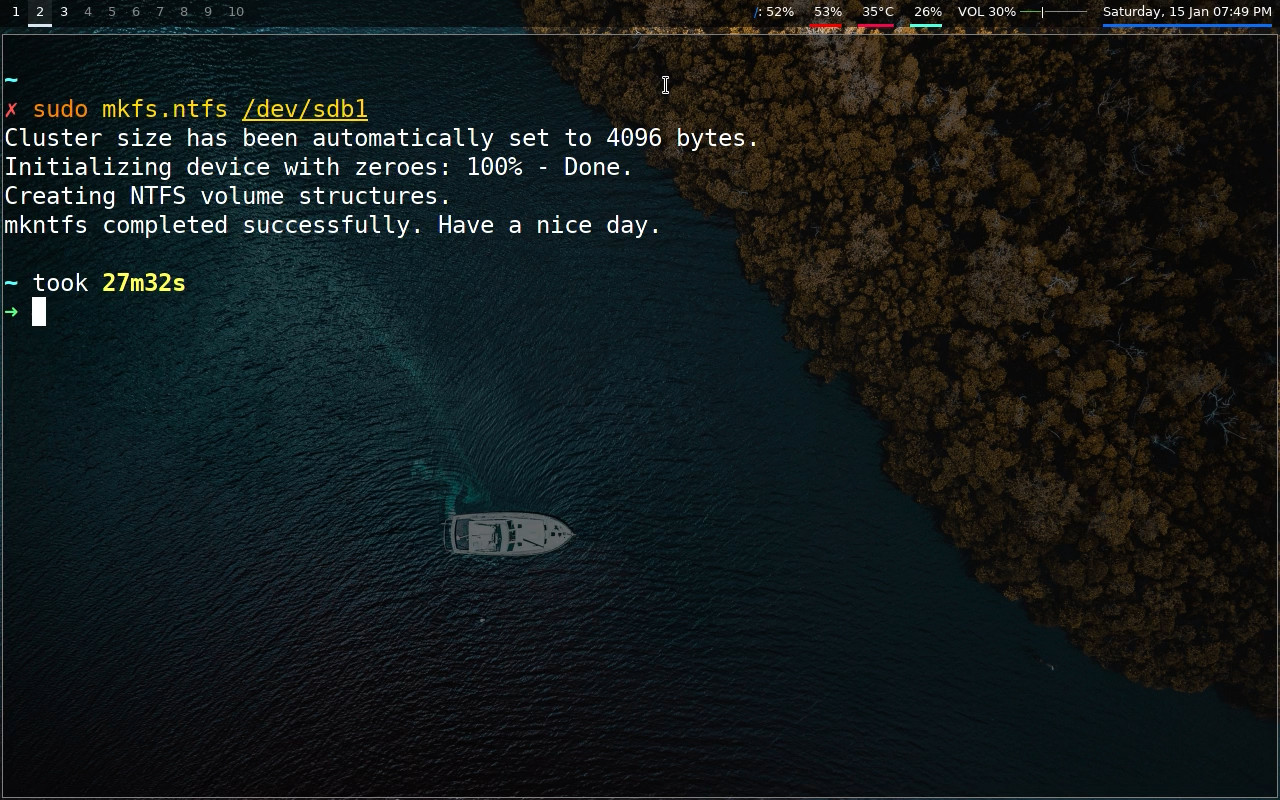 1 2 3 4 5 6 7 8 9 10 /: 52% 53% 35°C 26% VOL 30% Saturday, 15 Jan 07:49 PM
~
✗ sudo mkfs.ntfs /dev/sdb1
Cluster size has been automatically set to 4096 bytes.
Initializing device with zeroes: 100% - Done.
Creating NTFS volume structures.
mkntfs completed successfully. Have a nice day.
~ took 27m32s
➜